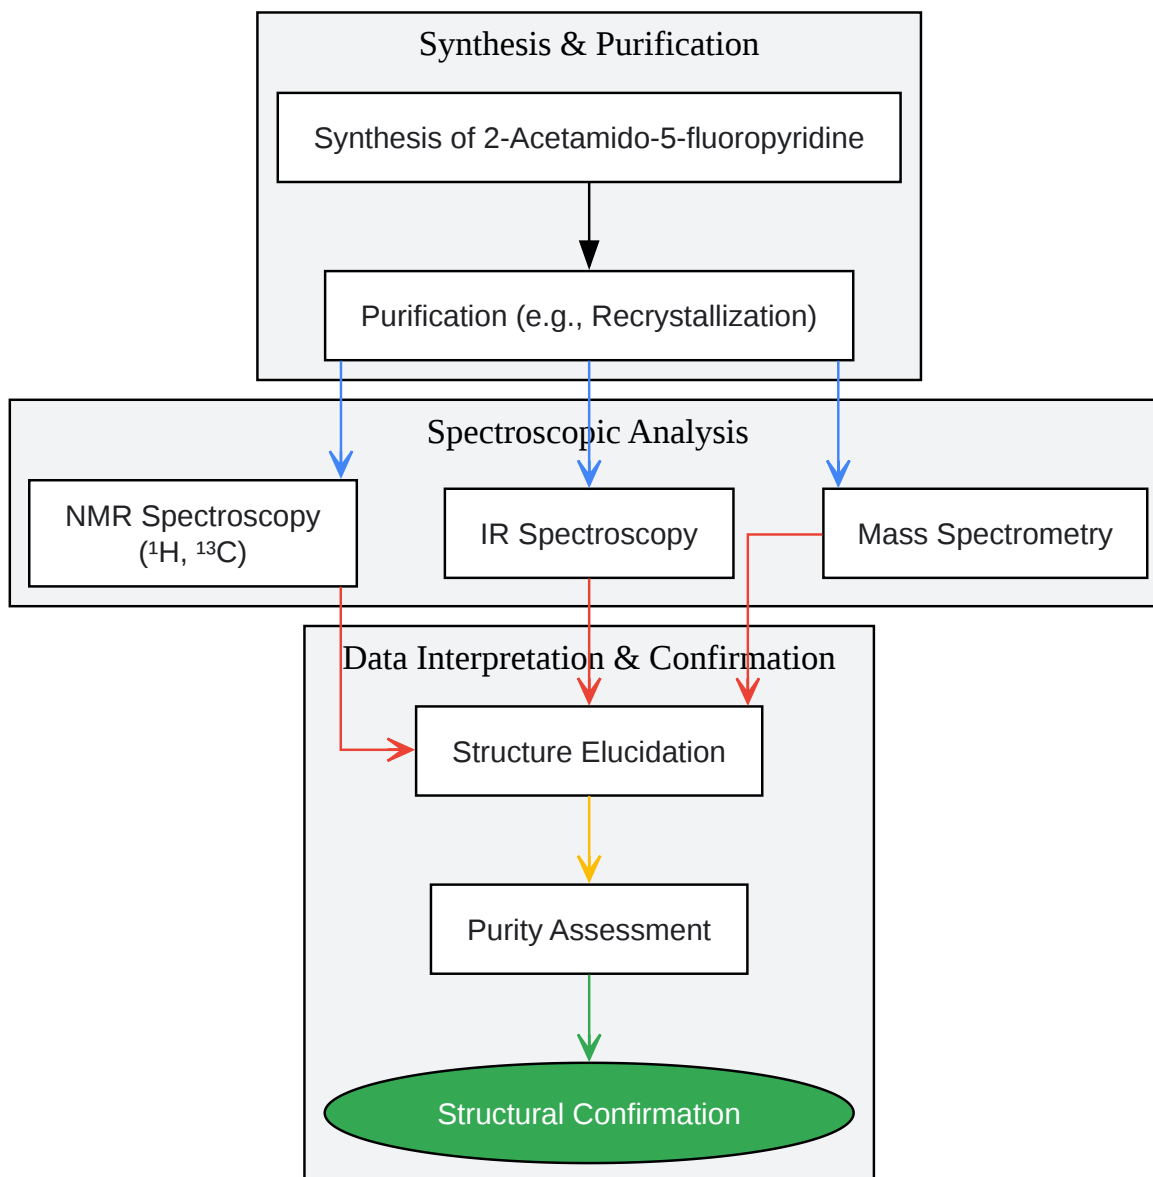 Synthesis & Purification
Synthesis of 2-Acetamido-5-fluoropyridine
Purification (e.g., Recrystallization)
Spectroscopic Analysis
NMR Spectroscopy
(¹H, ¹³C)
IR Spectroscopy
Mass Spectrometry
Data Interpretation & Confirmation
Structure Elucidation
Purity Assessment
Structural Confirmation